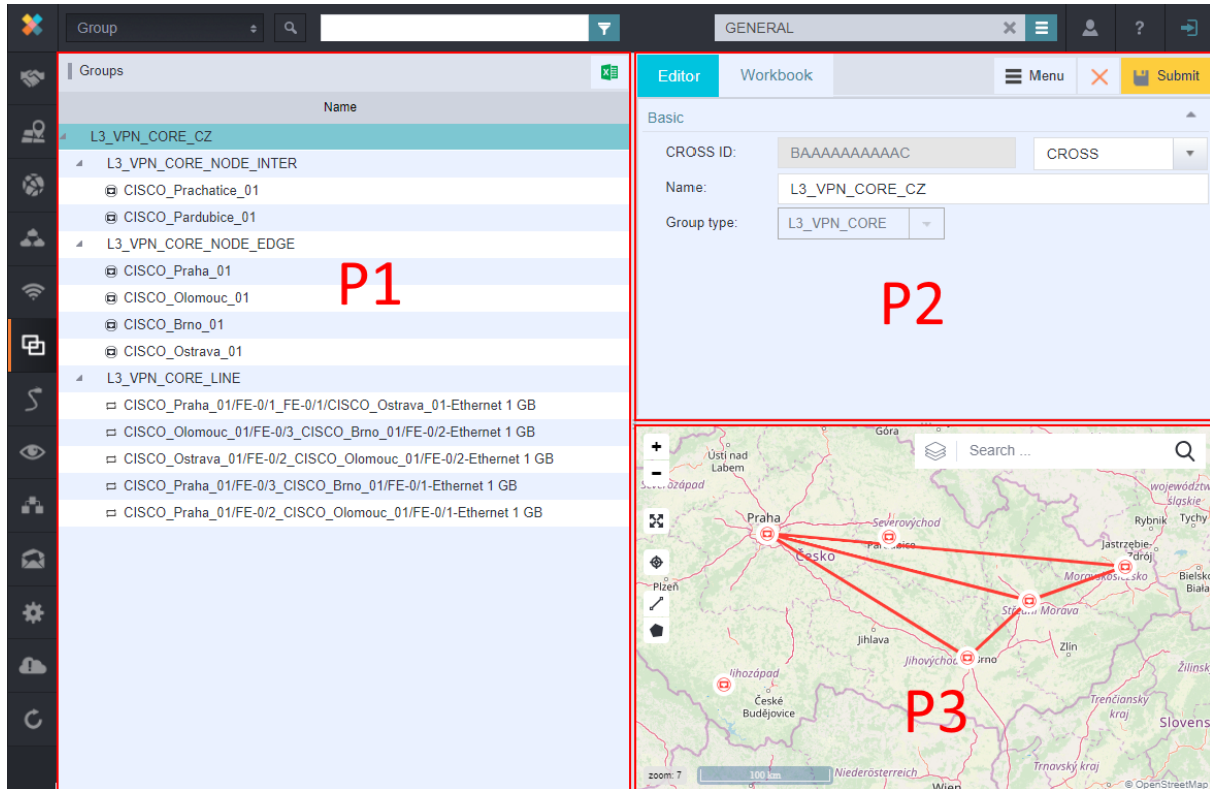 Group
GENERAL
?
Groups
Name
L3_VPN_CORE_CZ
L3_VPN_CORE_NODE_INTER
CISCO_Prachatice_01
CISCO_Pardubice_01
L3_VPN_CORE_NODE_EDGE
CISCO_Praha_01
CISCO_Olomouc_01
CISCO_Brno_01
CISCO_Ostrava_01
L3_VPN_CORE_LINE
CISCO_Praha_01/FE-0/1_FE-0/1/CISCO_Ostrava_01-Ethernet 1 GB
CISCO_Olomouc_01/FE-0/3_CISCO_Brno_01/FE-0/2-Ethernet 1 GB
CISCO_Ostrava_01/FE-0/2_CISCO_Olomouc_01/FE-0/2-Ethernet 1 GB
CISCO_Praha_01/FE-0/3_CISCO_Brno_01/FE-0/1-Ethernet 1 GB
CISCO_Praha_01/FE-0/2_CISCO_Olomouc_01/FE-0/1-Ethernet 1 GB
P1
Editor
Workbook
Menu
Submit
Basic
CROSS ID:
BAAAAAAAAAAC
CROSS
Name:
L3_VPN_CORE_CZ
Group type:
L3_VPN_CORE
P2
+
-
Search ...
Góra
Ústí nad
Labem
województw
śląskie
Rybnik
Tychy
Praha
Severovýchod
Jastrzębie-
Zdrój
Česko
Bielsko
Biała
Plzeň
Střední Morava
Jihlava
Zlín
Žilinsk
Jihozápad
České
Budějovice
Trenčiansky
kraj
Slovens
P3
zoom: 7
100 km
Niederösterreich
Trnavský kraj
Wien
© OpenStreetMap